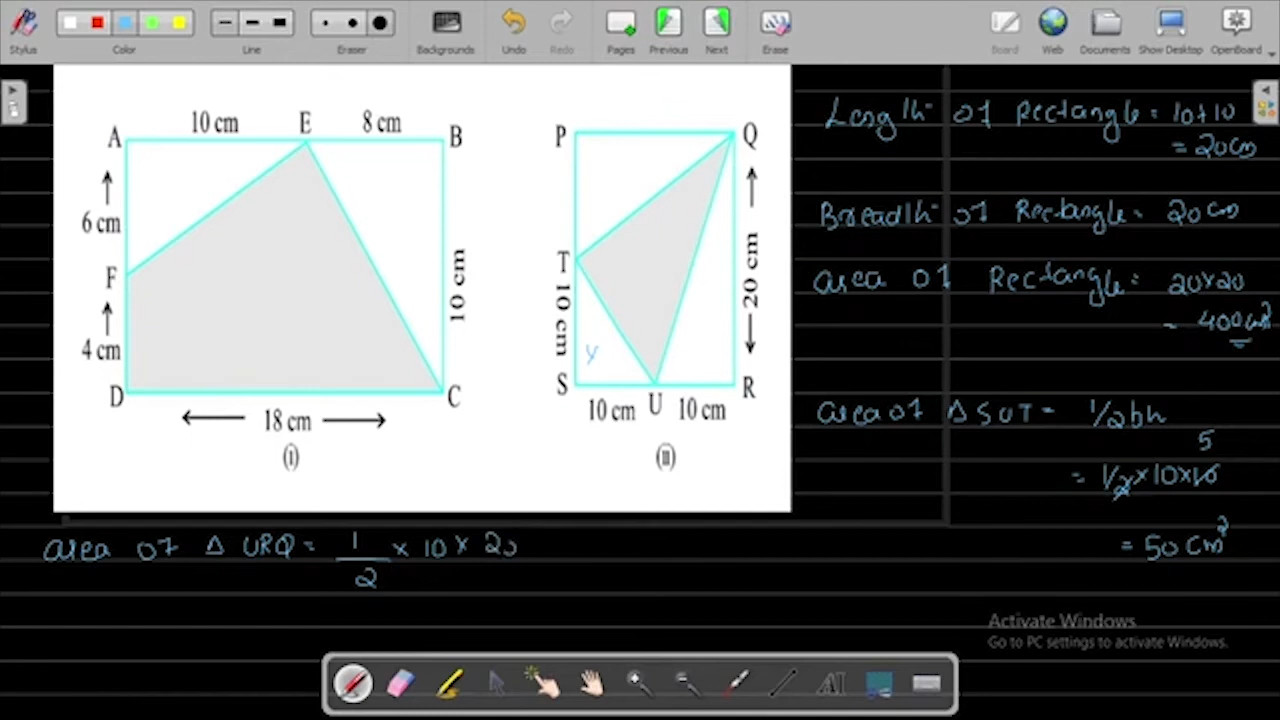 Stylus
Color
Line
Eraser
Backgrounds
Undo
Redo
Pages
Previous
Next
Erase
Board
Web
Documents
Show Desktop
OpenBoard
A 10 cm E 8 cm B
6 cm
F
4 cm
10 cm
D 18 cm C
(i)
P Q
T
10 cm
20 cm
S 10 cm U 10 cm R
(ii)
Length of Rectangle = 10+10
= 20cm
Breadth of Rectangle = 20cm
area of Rectangle = 20×20
= 400cm²
area of Δ SUT = 1/2bh
5
= 1/2×10×10
= 50 cm²
area of Δ URQ = 1/2 × 10 × 20
Activate Windows
Go to PC settings to activate Windows.
AI